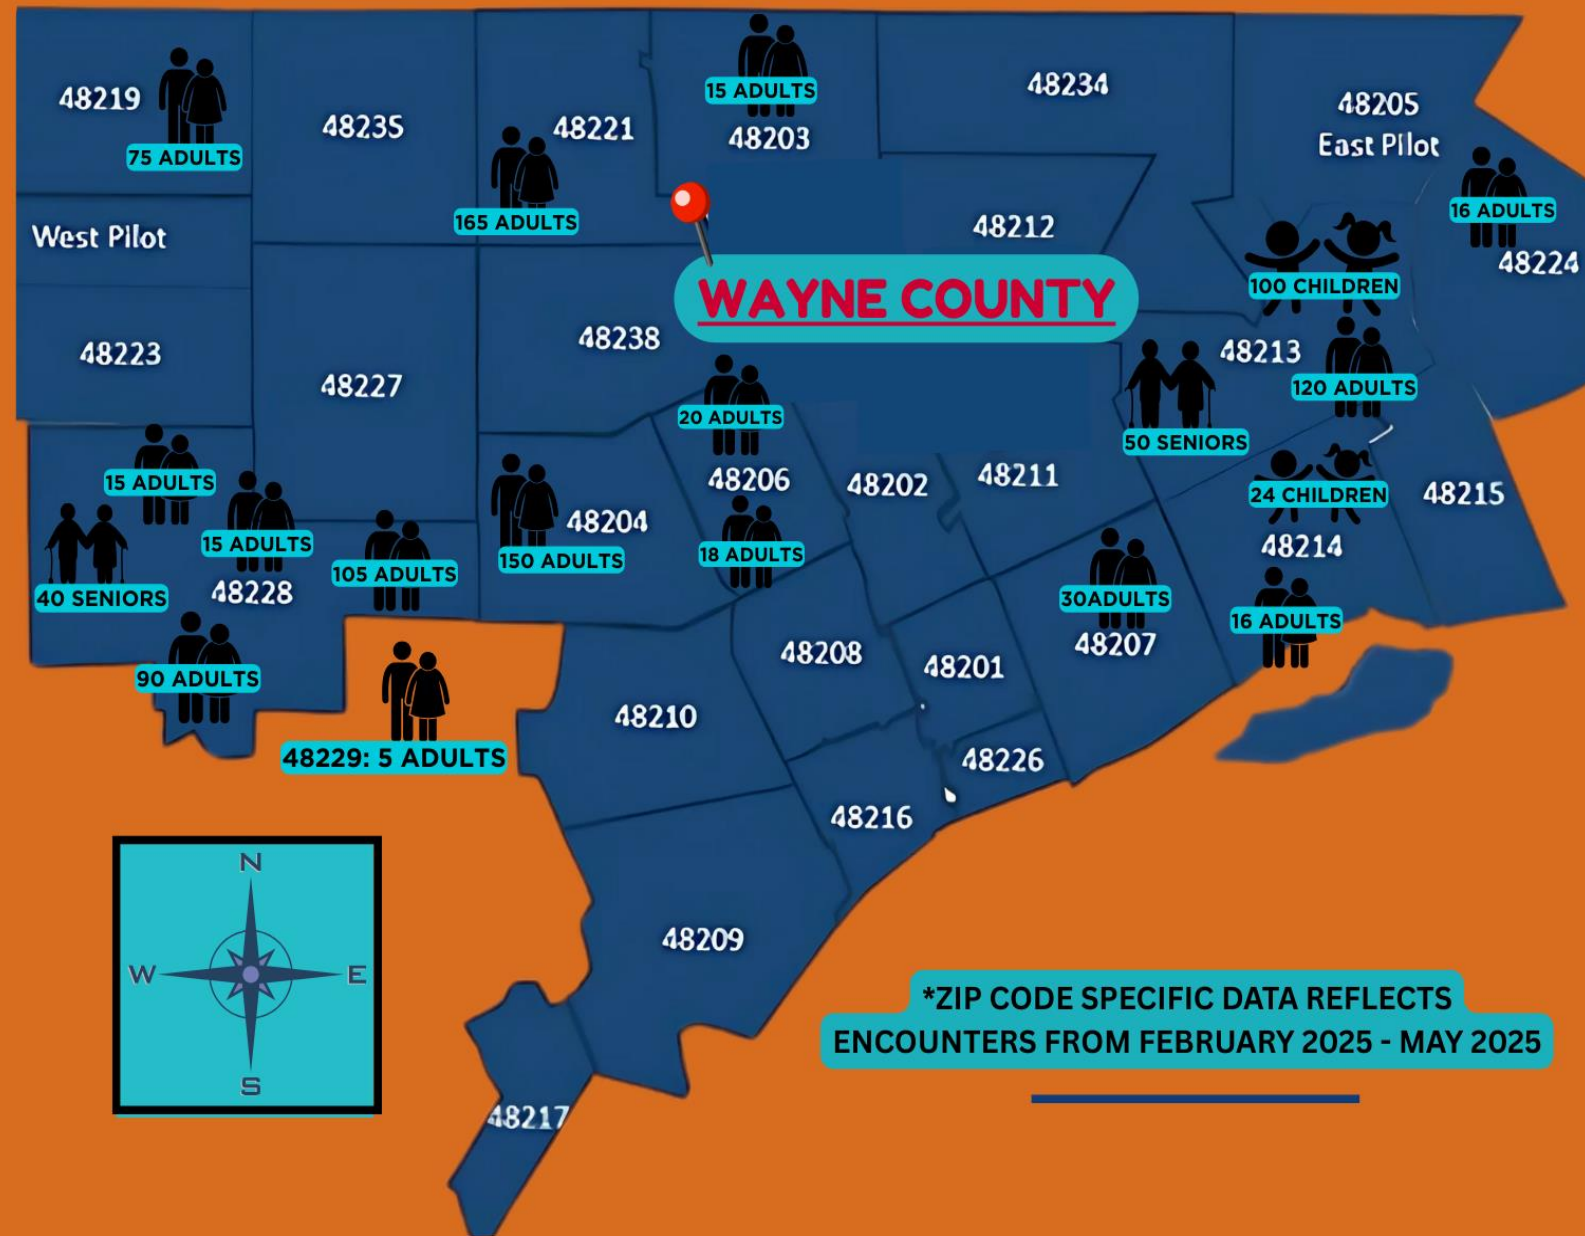 15 ADULTS
48219
48235
48221
48203
48234
48205
East Pilot
75 ADULTS
165 ADULTS
16 ADULTS
West Pilot
48212
48224
WAYNE COUNTY
100 CHILDREN
48223
48227
48238
48213
120 ADULTS
20 ADULTS
50 SENIORS
15 ADULTS
48206
48202
48211
24 CHILDREN
48215
15 ADULTS
48204
18 ADULTS
48214
105 ADULTS
150 ADULTS
40 SENIORS
48228
30ADULTS
16 ADULTS
48207
90 ADULTS
48208
48201
48210
48229: 5 ADULTS
48226
48216
N
W
E
S
48209
*ZIP CODE SPECIFIC DATA REFLECTS
ENCOUNTERS FROM FEBRUARY 2025 - MAY 2025
48217